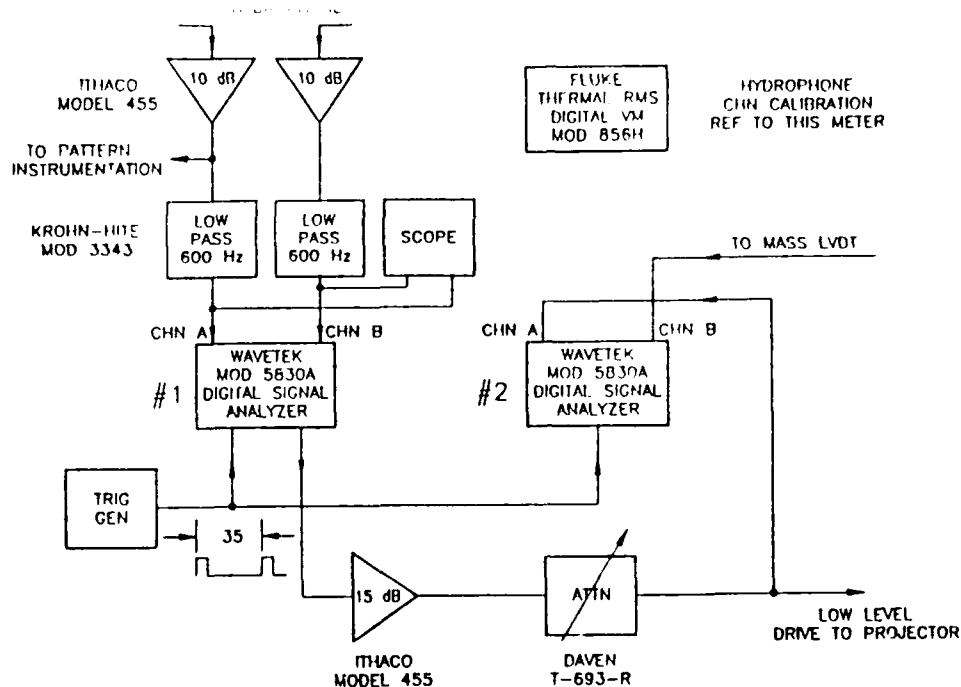 10 dB
10 dB
ITHACO
MODEL 455
FLUKE
THERMAL RMS
DIGITAL VM
MOD 856H
HYDROPHONE
CHN CALIBRATION
REF TO THIS METER
TO PATTERN
INSTRUMENTATION
KROHN-HITE
MOD 3343
LOW
PASS
600 Hz
LOW
PASS
600 Hz
SCOPE
TO MASS LVDT
CHN A
CHN B
CHN A
CHN B
#1
WAVETEK
MOD 5830A
DIGITAL SIGNAL
ANALYZER
#2
WAVETEK
MOD 5830A
DIGITAL SIGNAL
ANALYZER
TRIG
GEN
35
15 dB
ATTN
LOW LEVEL
DRIVE TO PROJECTOR
ITHACO
MODEL 455
DAVEN
T-693-R